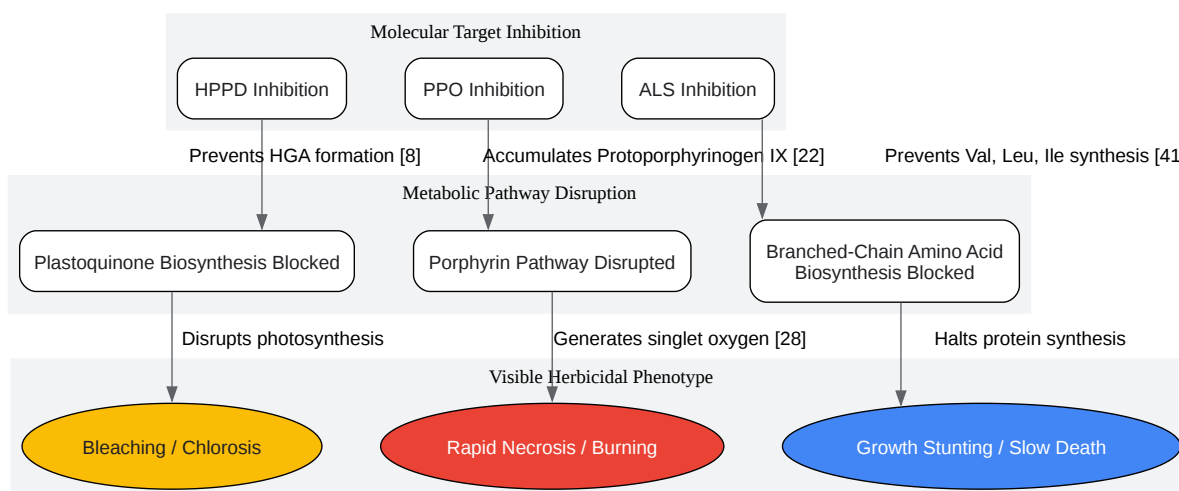 Molecular Target Inhibition
HPPD Inhibition
PPO Inhibition
ALS Inhibition
Prevents HGA formation [8]
Accumulates Protoporphyrinogen IX [22]
Prevents Val, Leu, Ile synthesis [41
Metabolic Pathway Disruption
Plastoquinone Biosynthesis Blocked
Porphyrin Pathway Disrupted
Branched-Chain Amino Acid
Biosynthesis Blocked
Disrupts photosynthesis
Generates singlet oxygen [28]
Halts protein synthesis
Visible Herbicidal Phenotype
Bleaching / Chlorosis
Rapid Necrosis / Burning
Growth Stunting / Slow Death